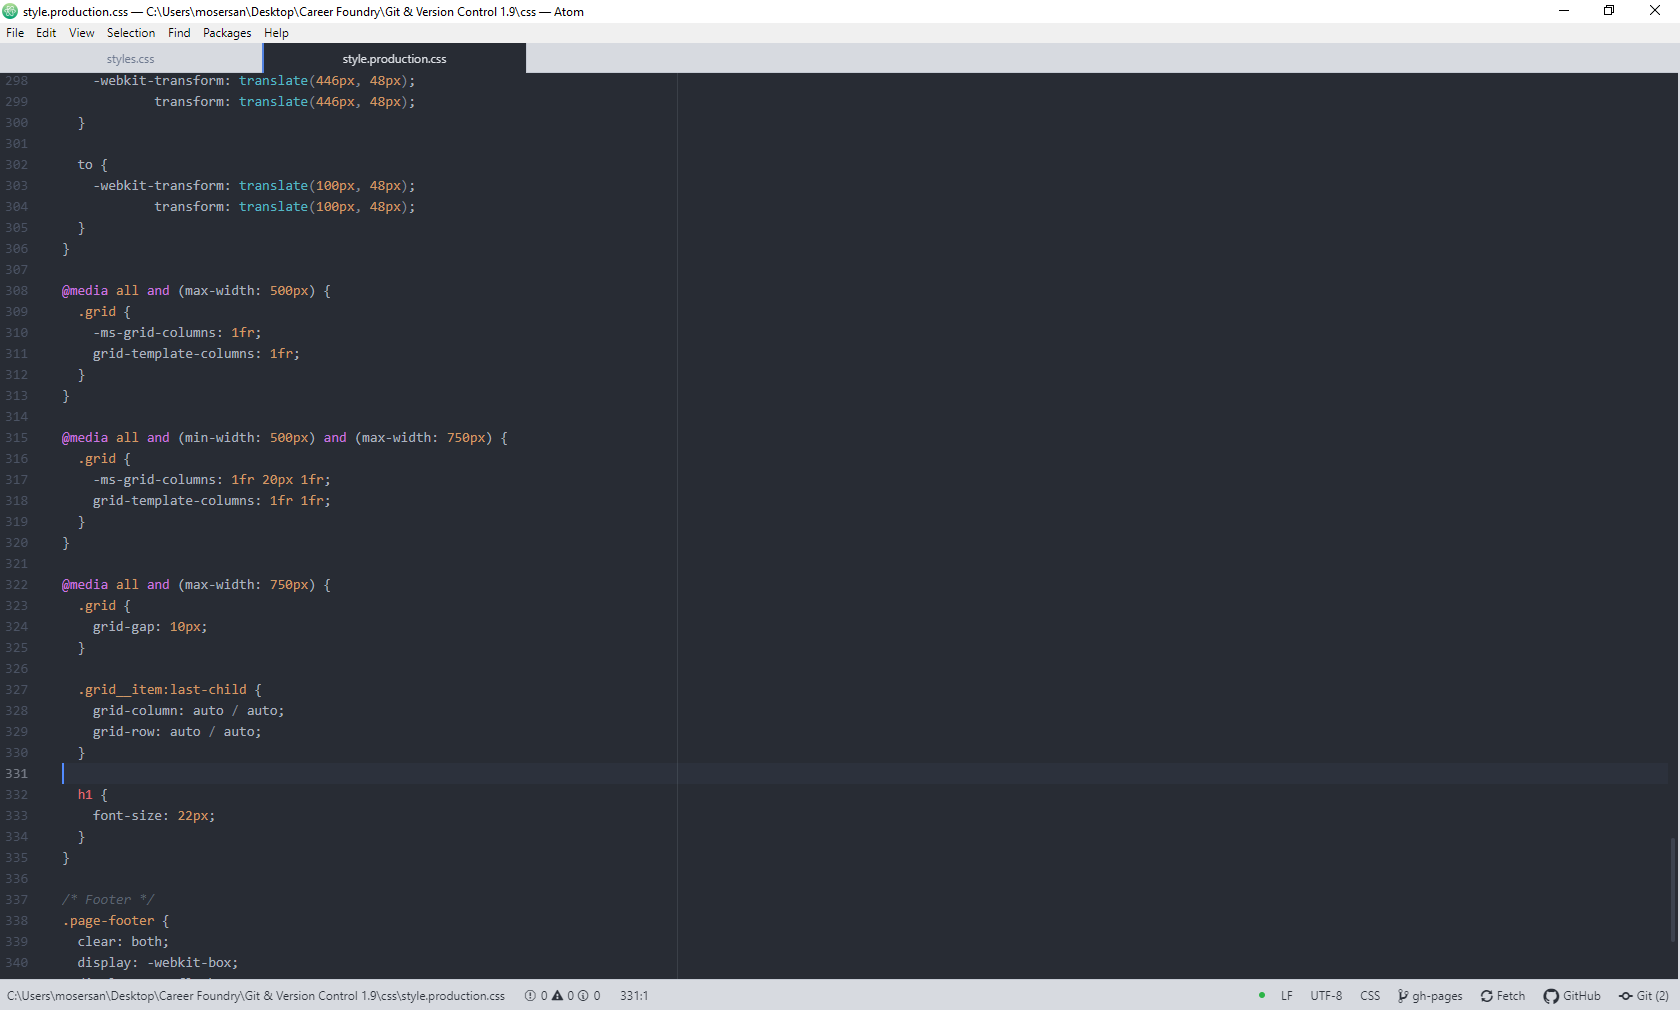 style.production.css — C:\Users\mosersan\Desktop\Career Foundry\Git & Version Control 1.9\css — Atom
File Edit View Selection Find Packages Help
styles.css style.production.css
298 -webkit-transform: translate(446px, 48px);
299 transform: translate(446px, 48px);
300 }
301
302 to {
303 -webkit-transform: translate(100px, 48px);
304 transform: translate(100px, 48px);
305 }
306 }
307
308 @media all and (max-width: 500px) {
309 .grid {
310 -ms-grid-columns: 1fr;
311 grid-template-columns: 1fr;
312 }
313 }
314
315 @media all and (min-width: 500px) and (max-width: 750px) {
316 .grid {
317 -ms-grid-columns: 1fr 20px 1fr;
318 grid-template-columns: 1fr 1fr;
319 }
320 }
321
322 @media all and (max-width: 750px) {
323 .grid {
324 grid-gap: 10px;
325 }
326
327 .grid__item:last-child {
328 grid-column: auto / auto;
329 grid-row: auto / auto;
330 }
331
332 h1 {
333 font-size: 22px;
334 }
335 }
336
337 /* Footer */
338 .page-footer {
339 clear: both;
340 display: -webkit-box;
C:\Users\mosersan\Desktop\Career Foundry\Git & Version Control 1.9\css\style.production.css 0 0 0 331:1 LF UTF-8 CSS gh-pages Fetch GitHub Git (2)